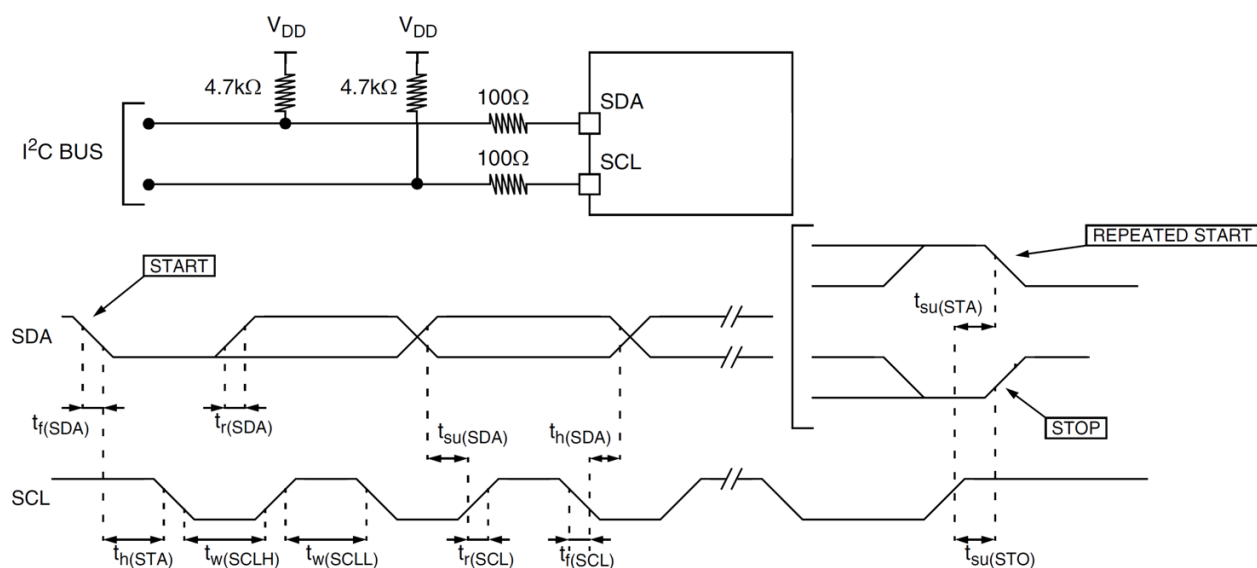 VDD VDD
4.7kΩ 4.7kΩ
100Ω
SDA
I²C BUS
100Ω
SCL
REPEATED START
START
tsu(STA)
SDA
tf(SDA) tr(SDA)
tsu(SDA) th(SDA)
STOP
SCL
th(STA) tw(SCLH) tw(SCLL) tr(SCL) tf(SCL) tsu(STO)